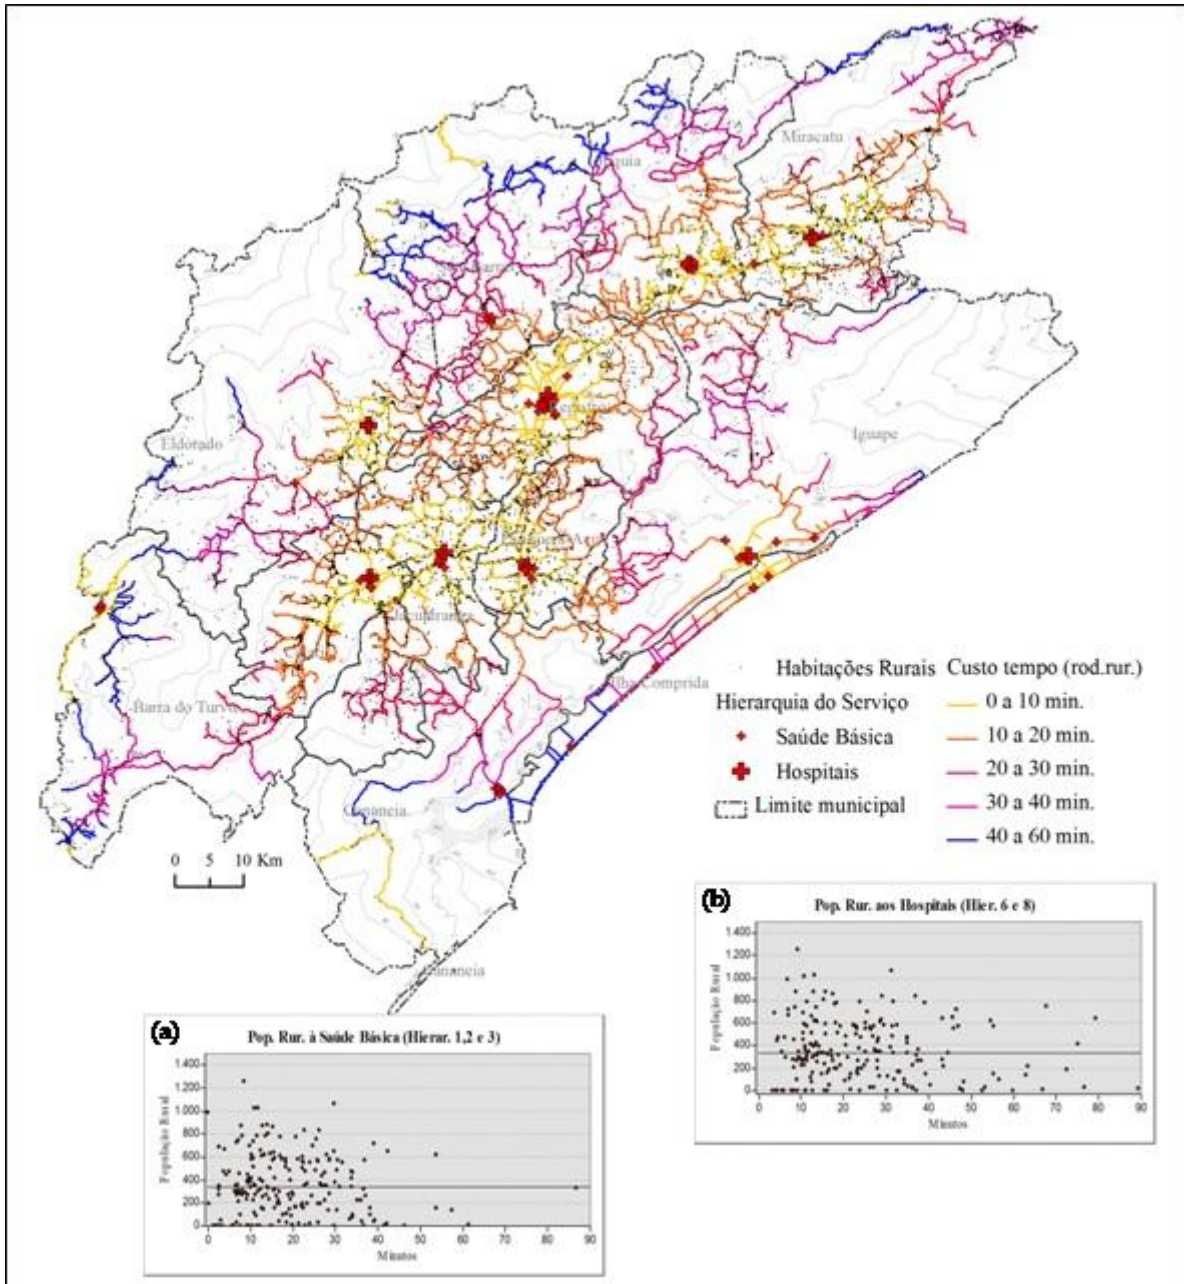 Miracatu
Eldorado
Iguape
Ilha Comprida
Barra do Turvo
Cananeia
Habitações Rurais
Hierarquia do Serviço
Saúde Básica
Hospitais
Limite municipal
Custo tempo (rod.rur.)
0 a 10 min.
10 a 20 min.
20 a 30 min.
30 a 40 min.
40 a 60 min.
0 5 10 Km
(b)
Pop. Rur. aos Hospitais (Hier. 6 e 8)
População Rural
1.400
1.200
1.000
800
600
400
200
0
0 10 20 30 40 50 60 70 80 90
Minutos
(a)
Pop. Rur. à Saúde Básica (Hierar. 1,2 e 3)
População Rural
1.400
1.200
1.000
800
600
400
200
0
0 10 20 30 40 50 60 70 80 90
Minutos